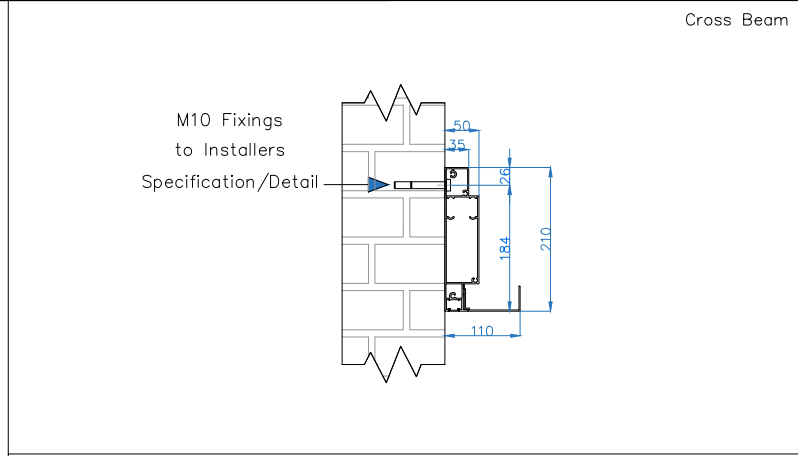 Cross Beam
M10 Fixings
to Installers
Specification/Detail
50
35
26
184
210
110